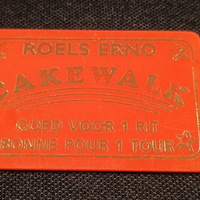 ROELS ERNO
CAKEWALK
GOED VOOR 1 RIT
BONNE POUR 1 TOUR